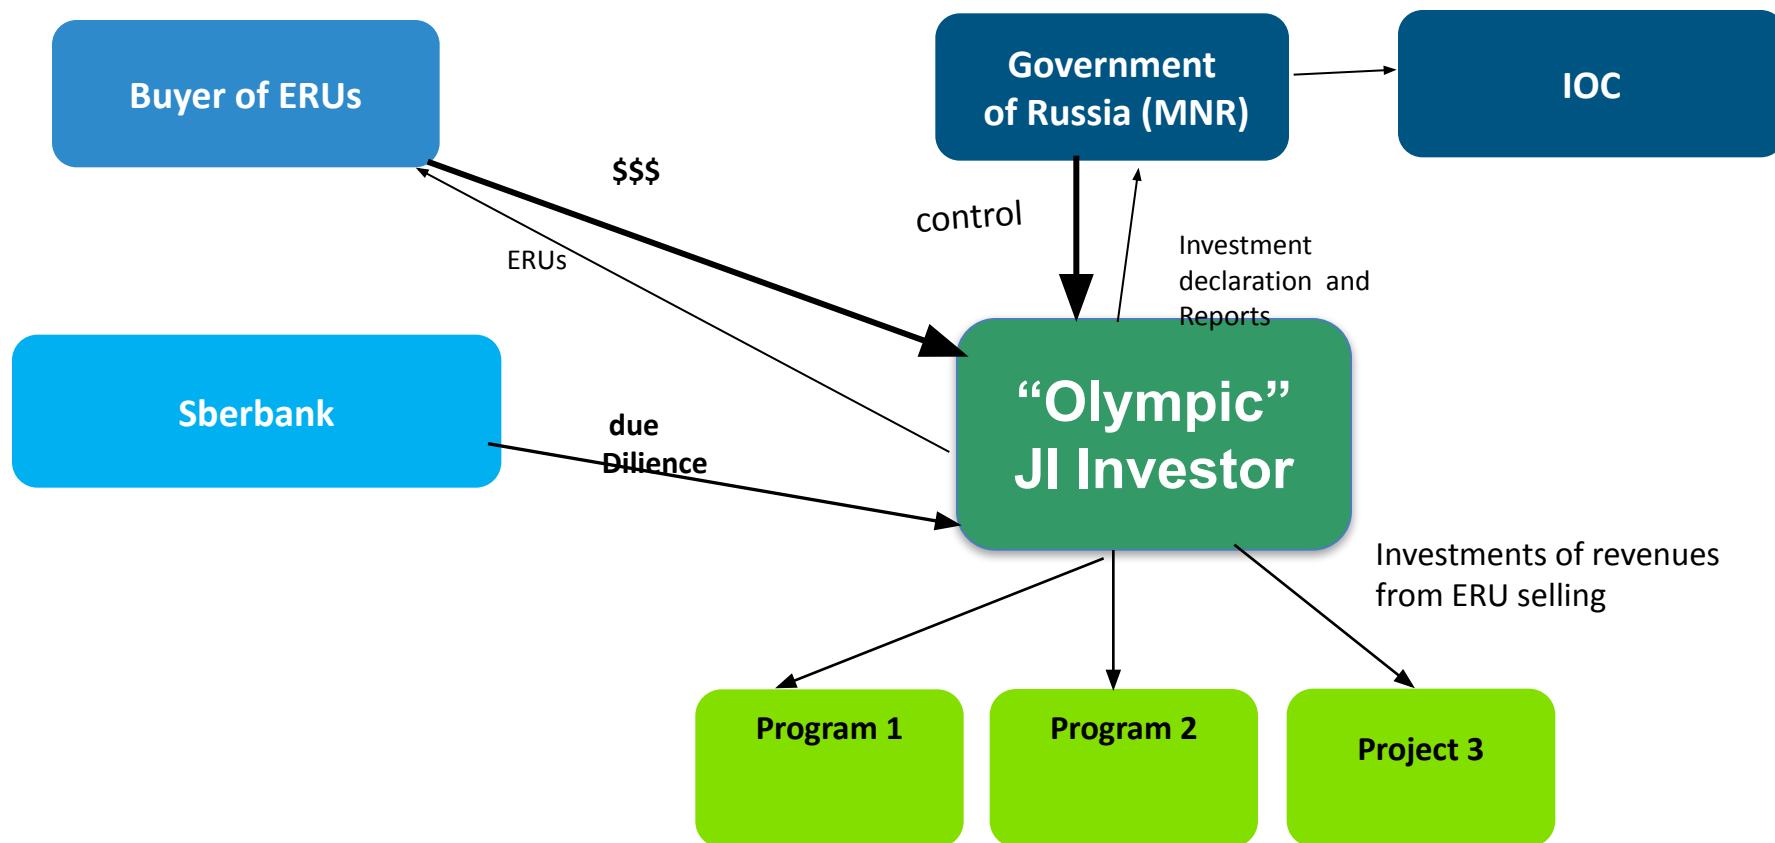 Buyer of ERUs
Government
of Russia (MNR)
IOC
$$$
control
ERUs
Investment
declaration and
Reports
Sberbank
due
Dilience
“Olympic”
JI Investor
Investments of revenues
from ERU selling
Program 1
Program 2
Project 3